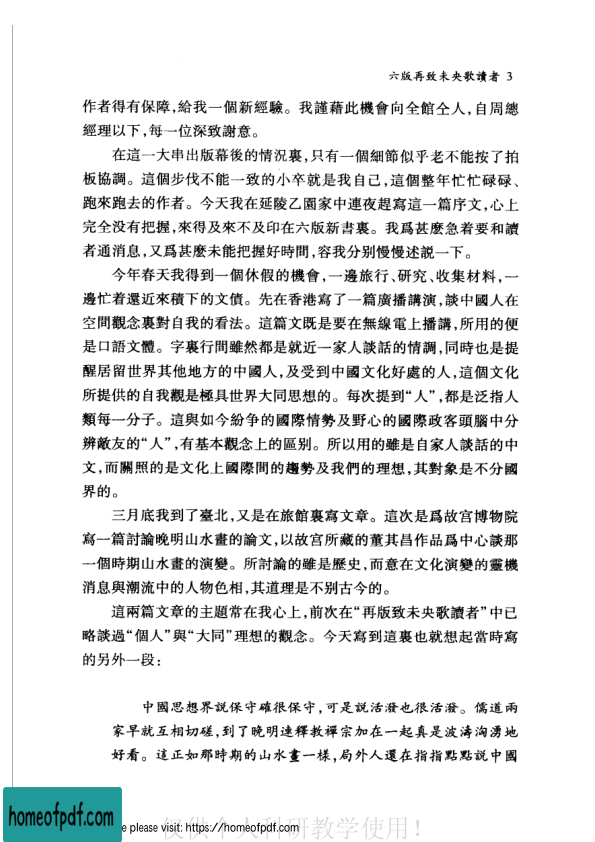 六版再致未央歌讀者 3
作者得有保障,給我一個新經驗。我謹藉此機會向全館仝人,自周總
經理以下,每一位深致謝意。
在這一大串出版幕後的情況裏,只有一個細節似乎老不能按了拍
板協調。這個步伐不能一致的小卒就是我自己,這個整年忙忙碌碌、
跑來跑去的作者。今天我在延陵乙園家中連夜趕寫這一篇序文,心上
完全没有把握,來得及來不及印在六版新書裏。我爲甚麽急着要和讀
者通消息,又爲甚麽未能把握好時間,容我分别慢慢述説一下。
今年春天我得到一個休假的機會,一邊旅行、研究、收集材料,一
邊忙着還近來積下的文債。先在香港寫了一篇廣播講演,談中國人在
空間觀念裏對自我的看法。這篇文既是要在無線電上播講,所用的便
是口語文體。字裏行間雖然都是就近一家人談話的情調,同時也是提
醒居留世界其他地方的中國人,及受到中國文化好處的人,這個文化
所提供的自我觀是極具世界大同思想的。每次提到“人”,都是泛指人
類每一分子。這與如今紛争的國際情勢及野心的國際政客頭腦中分
辨敵友的“人”,有基本觀念上的區别。所以用的雖是自家人談話的中
文,而關照的是文化上國際間的趨勢及我們的理想,其對象是不分國
界的。
三月底我到了臺北,又是在旅館裏寫文章。這次是爲故宫博物院
寫一篇討論晚明山水畫的論文,以故宫所藏的董其昌作品爲中心談那
一個時期山水畫的演變。所討論的雖是歷史,而意在文化演變的靈機
消息與潮流中的人物色相,其道理是不别古今的。
這兩篇文章的主題常在我心上,前次在“再版致未央歌讀者”中已
略談過“個人”與“大同”理想的觀念。今天寫到這裏也就想起當時寫
的另外一段:
中國思想界説保守確很保守,可是説活潑也很活潑。儒道兩
家早就互相切磋,到了晚明連釋教禪宗加在一起真是波濤洶湧地
好看。這正如那時期的山水畫一樣,局外人還在指指點點説中國
homeofpdf.com
e please visit: https://homeofpdf.com
仅供个人科研教学使用!